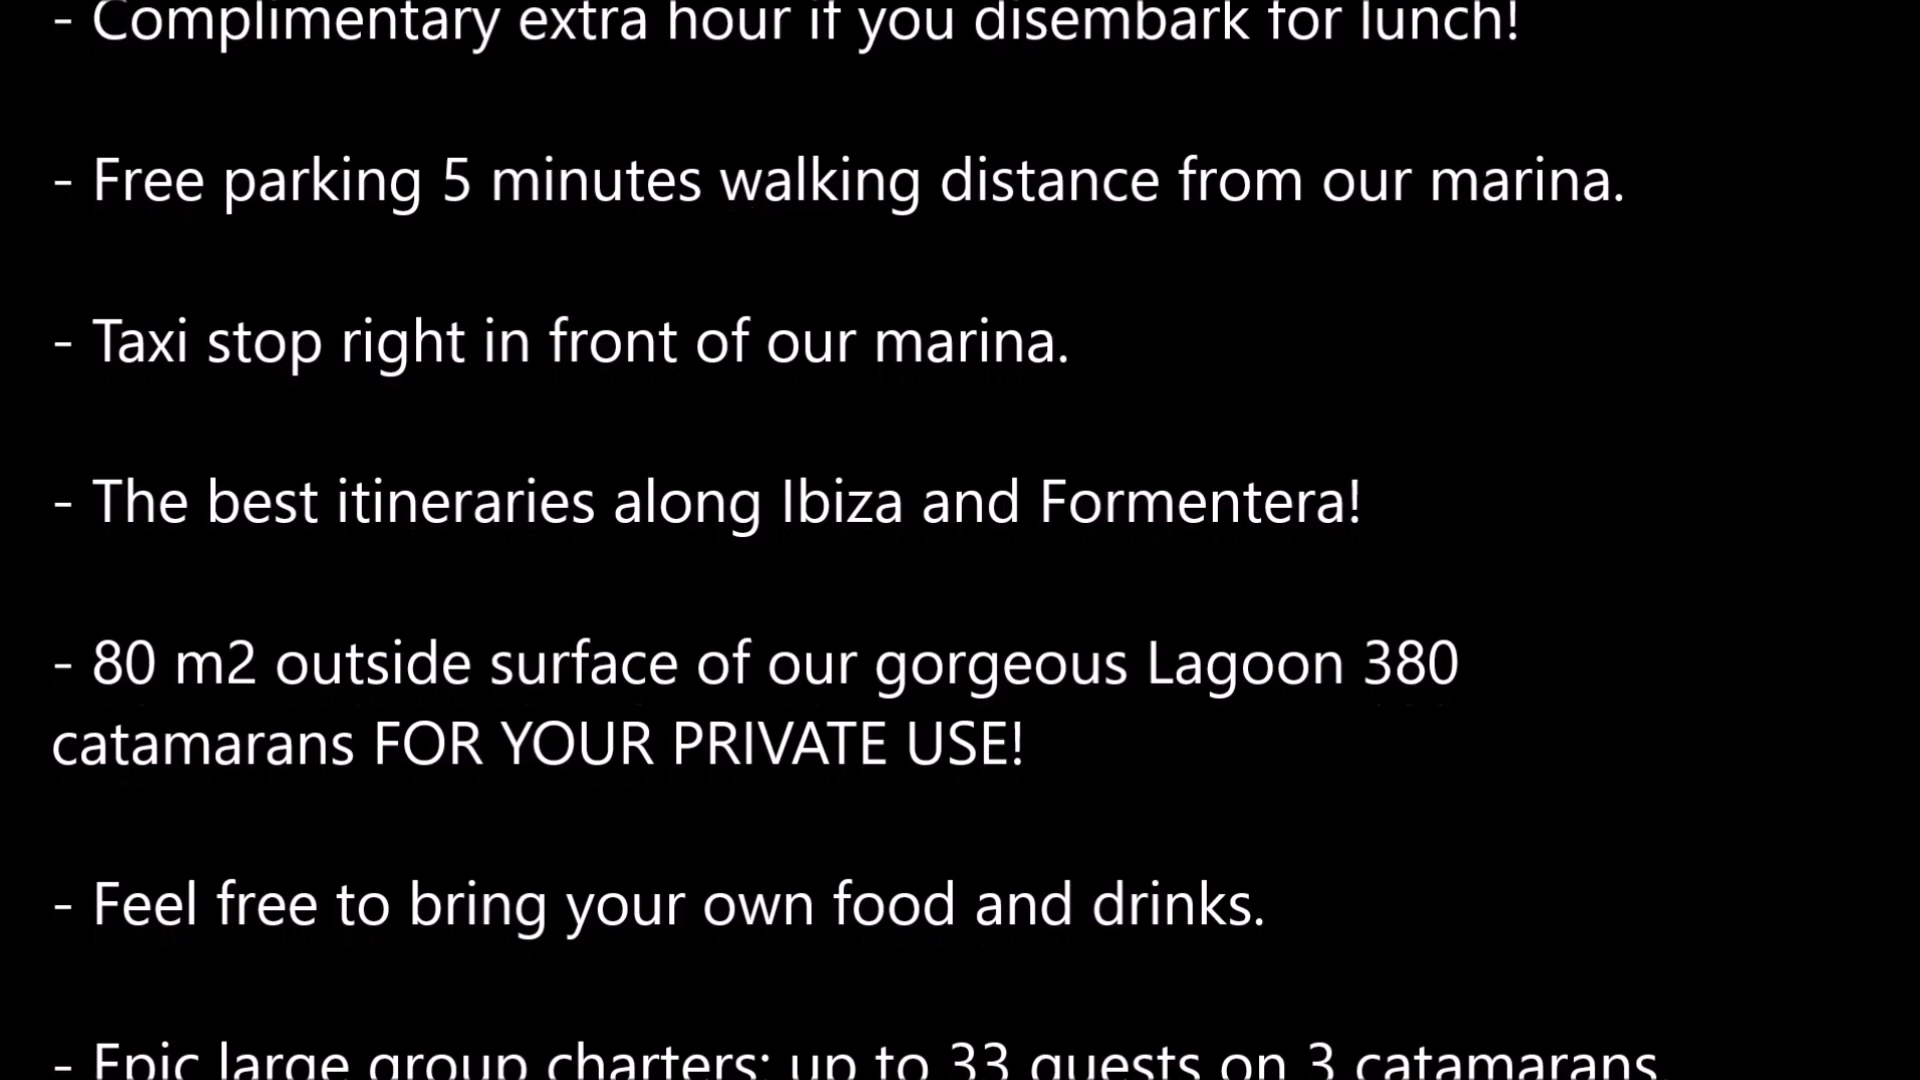 - Complimentary extra hour if you disembark for lunch!
- Free parking 5 minutes walking distance from our marina.
- Taxi stop right in front of our marina.
- The best itineraries along Ibiza and Formentera!
- 80 m2 outside surface of our gorgeous Lagoon 380
catamarans FOR YOUR PRIVATE USE!
- Feel free to bring your own food and drinks.
- Epic large group charters: up to 33 guests on 3 catamarans